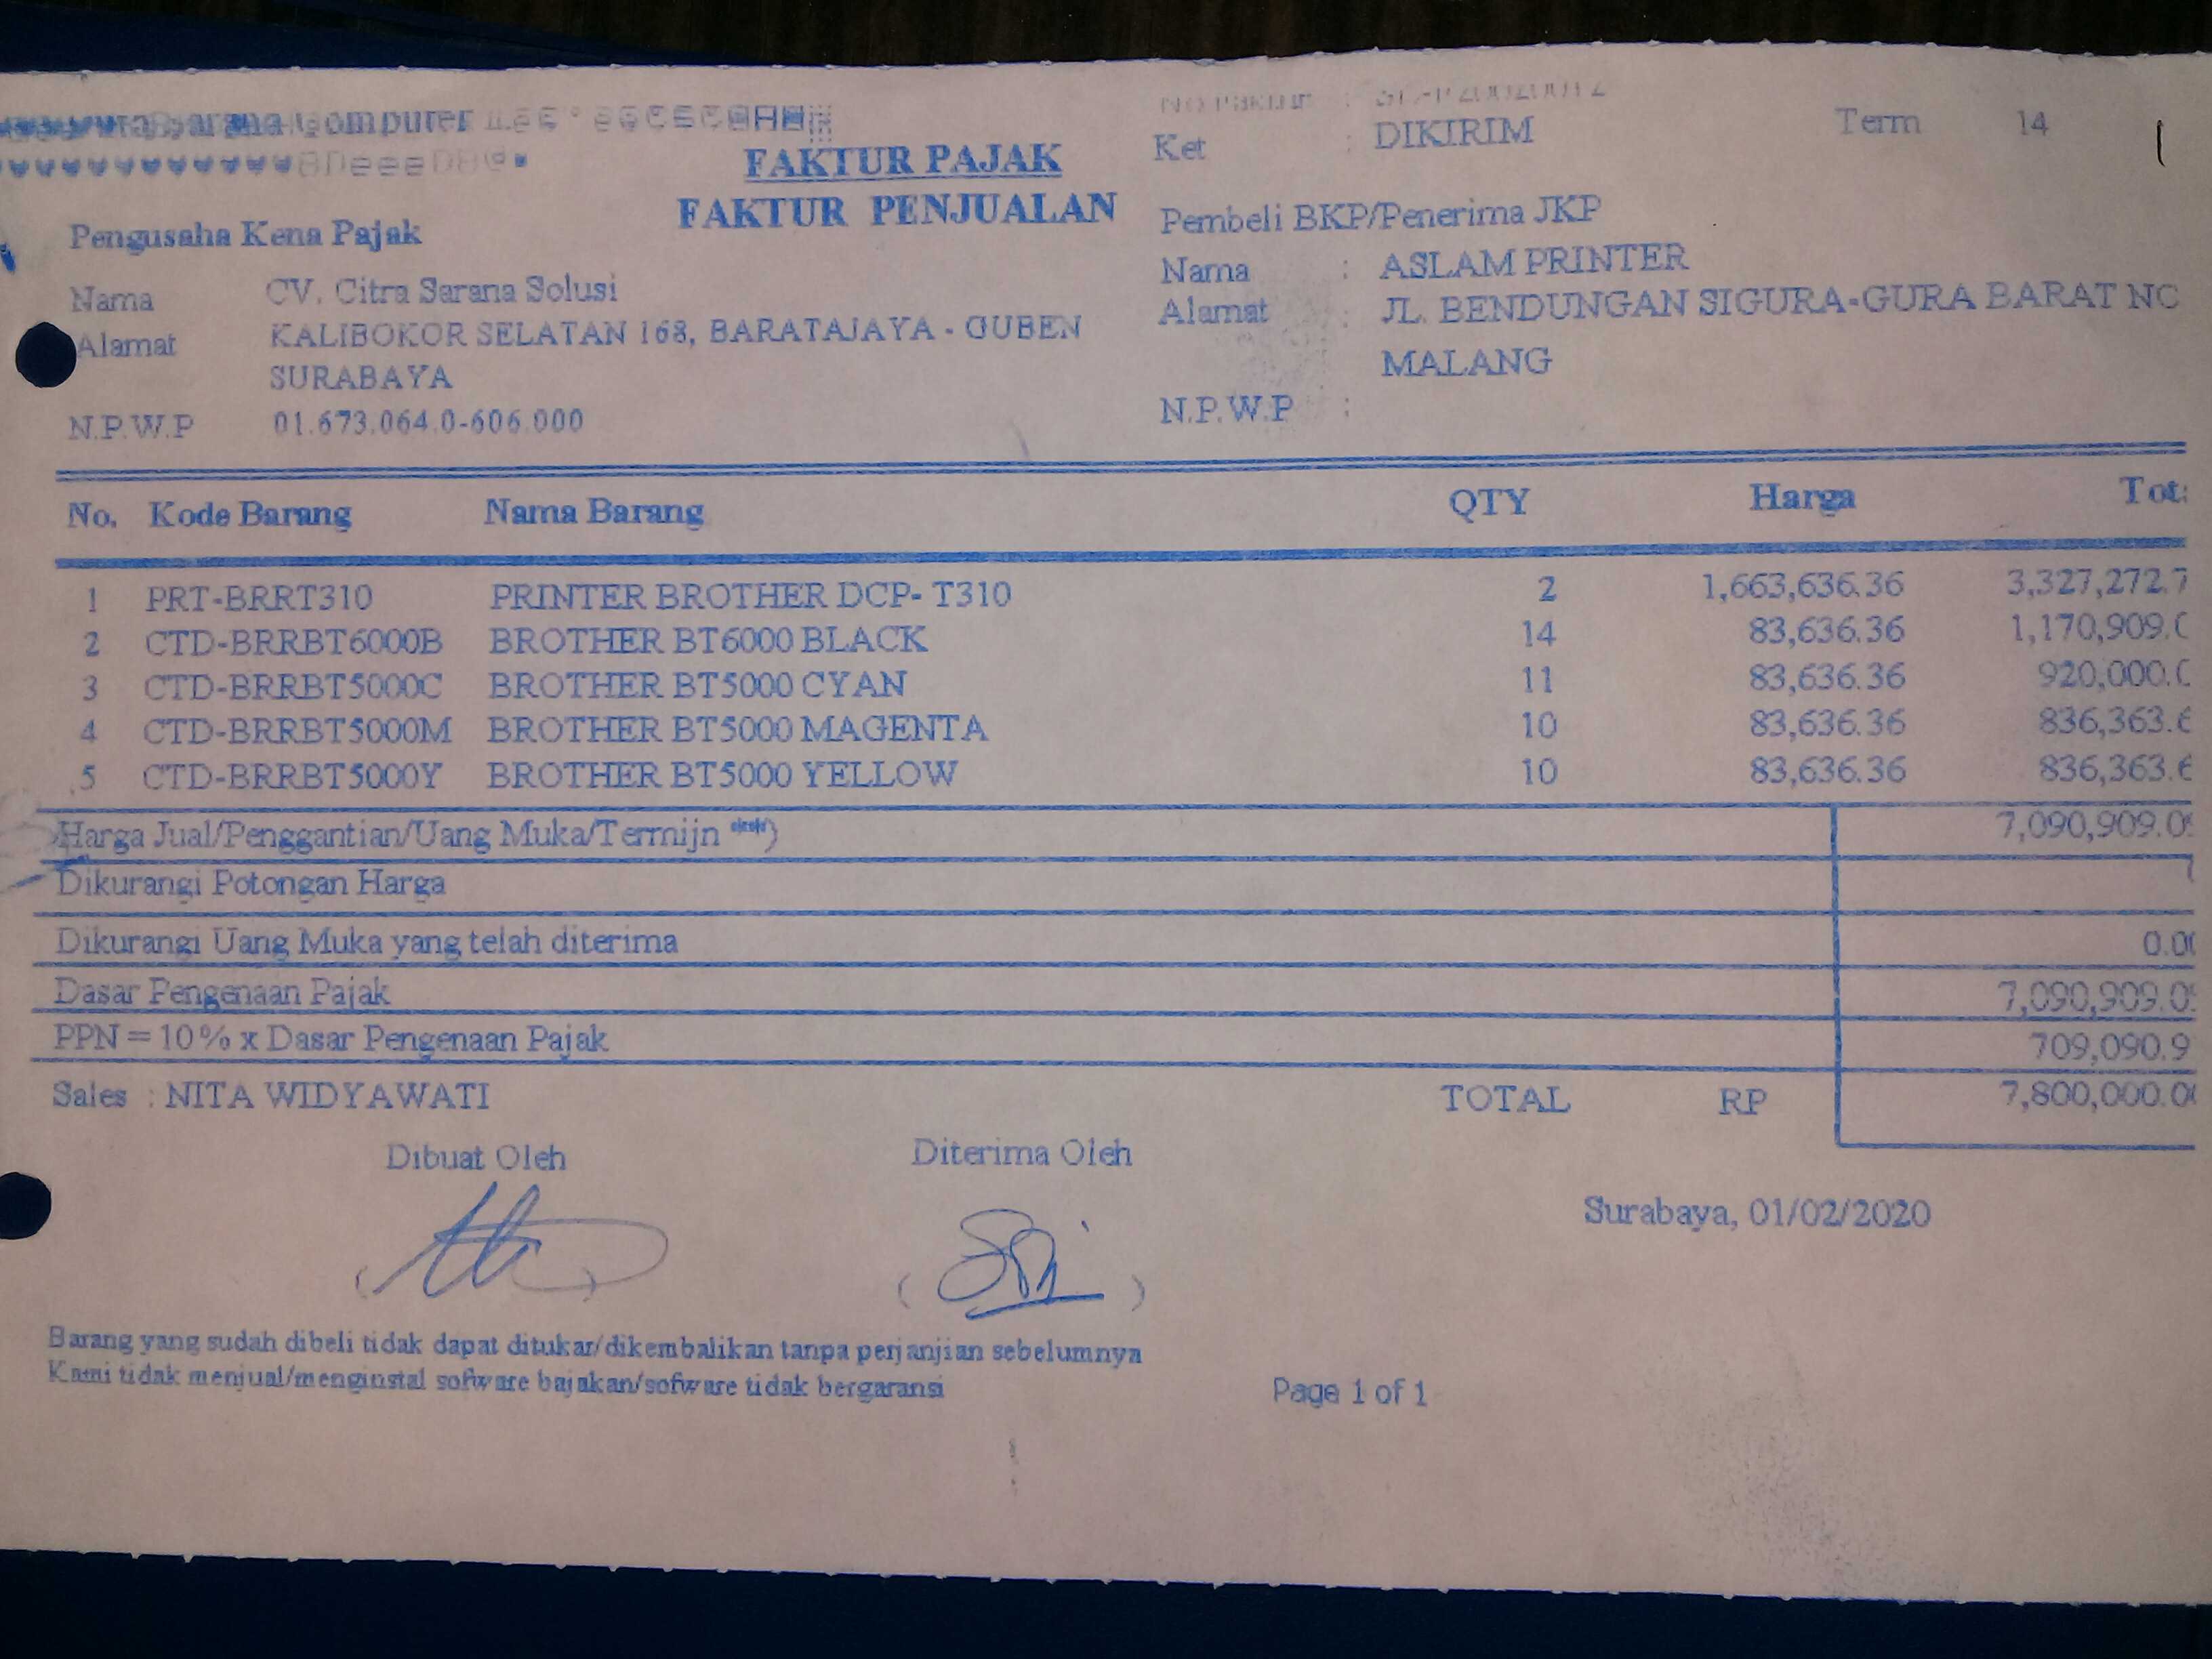 Computer
Ket : DIKIRIM Term 14
FAKTUR PAJAK
FAKTUR PENJUALAN
Pengusaha Kena Pajak
Nama CV. Citra Sarana Solusi
Alamat KALIBOKOR SELATAN 168, BARATAJAYA - GUBEN
SURABAYA
N.P.W.P 01.673.064.0-606.000
Pembeli BKP/Penerima JKP
Nama : ASLAM PRINTER
Alamat : JL. BENDUNGAN SIGURA-GURA BARAT NO
MALANG
N.P.W.P :
No. Kode Barang Nama Barang QTY Harga
1 PRT-BRRT310 PRINTER BROTHER DCP- T310 2 1,663,636.36 3,327,272.7
2 CTD-BRRBT6000B BROTHER BT6000 BLACK 14 83,636.36 1,170,909.0
3 CTD-BRRBT5000C BROTHER BT5000 CYAN 11 83,636.36 920,000.0
4 CTD-BRRBT5000M BROTHER BT5000 MAGENTA 10 83,636.36 836,363.6
5 CTD-BRRBT5000Y BROTHER BT5000 YELLOW 10 83,636.36 836,363.6
Harga Jual/Penggantian/Uang Muka/Termijn ***) 7,090,909.0
Dikurangi Potongan Harga
Dikurangi Uang Muka yang telah diterima 0.00
Dasar Pengenaan Pajak 7,090,909.0
PPN = 10% x Dasar Pengenaan Pajak 709,090.9
Sales : NITA WIDYAWATI TOTAL RP 7,800,000.00
Dibuat Oleh Diterima Oleh
Surabaya, 01/02/2020
Barang yang sudah dibeli tidak dapat ditukar/dikembalikan tanpa perjanjian sebelumnya
Kami tidak menjual/menginstal sofware bajakan/sofware tidak bergaransi
Page 1 of 1